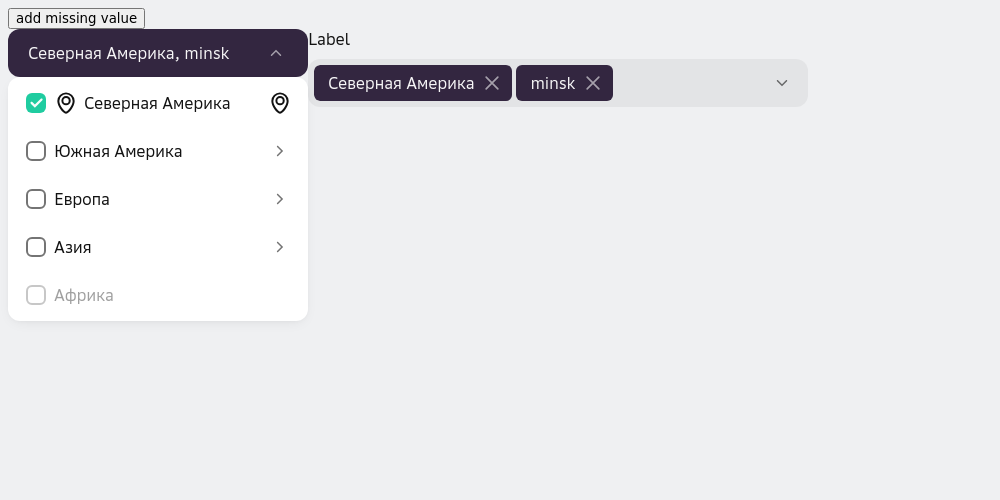 add missing value
Северная Америка, minsk
Label
Северная Америка
minsk
Северная Америка
Южная Америка
Европа
Азия
Африка